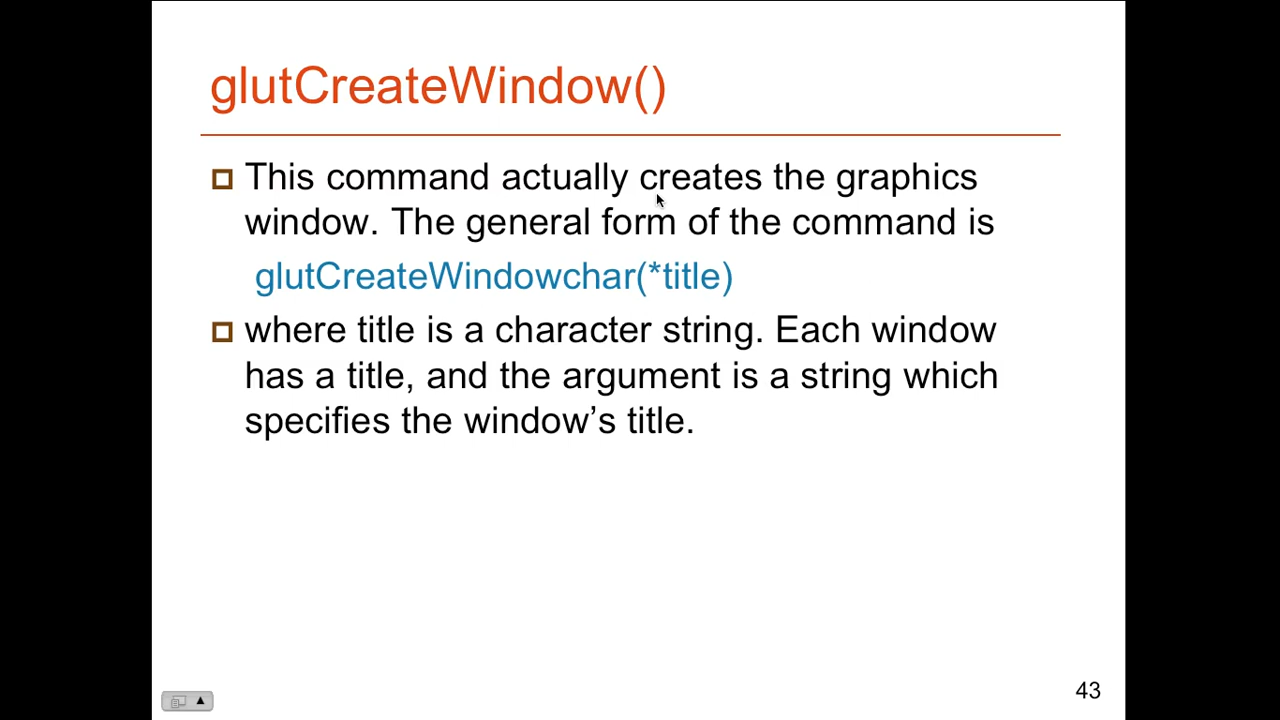 glutCreateWindow()
This command actually creates the graphics
window. The general form of the command is
glutCreateWindowchar(*title)
where title is a character string. Each window
has a title, and the argument is a string which
specifies the window’s title.
43